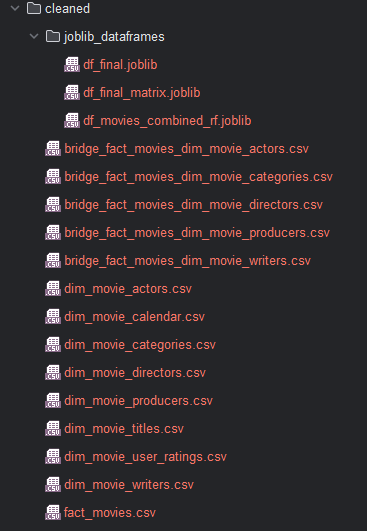 cleaned
joblib_dataframes
df_final.joblib
df_final_matrix.joblib
df_movies_combined_rf.joblib
bridge_fact_movies_dim_movie_actors.csv
bridge_fact_movies_dim_movie_categories.csv
bridge_fact_movies_dim_movie_directors.csv
bridge_fact_movies_dim_movie_producers.csv
bridge_fact_movies_dim_movie_writers.csv
dim_movie_actors.csv
dim_movie_calendar.csv
dim_movie_categories.csv
dim_movie_directors.csv
dim_movie_producers.csv
dim_movie_titles.csv
dim_movie_user_ratings.csv
dim_movie_writers.csv
fact_movies.csv